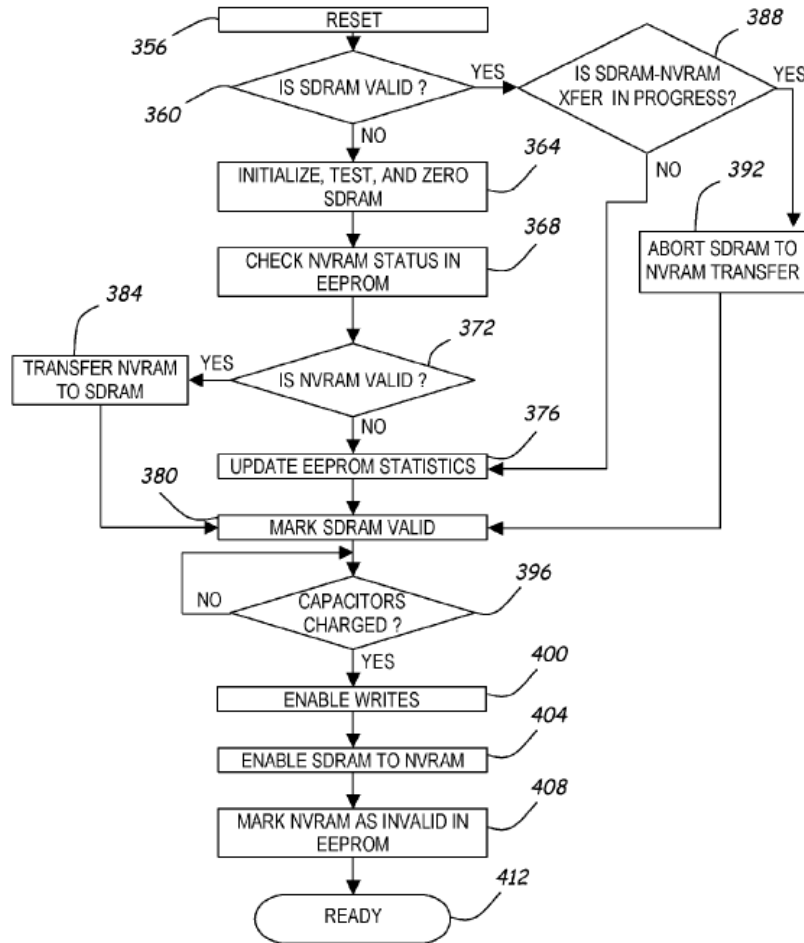 RESET
356
388
IS SDRAM VALID ?
YES
360
IS SDRAM-NVRAM
XFER IN PROGRESS?
YES
NO
INITIALIZE, TEST, AND ZERO
SDRAM
364
NO
392
CHECK NVRAM STATUS IN
EEPROM
368
ABORT SDRAM TO
NVRAM TRANSFER
384
TRANSFER NVRAM
TO SDRAM
YES
IS NVRAM VALID ?
372
NO
UPDATE EEPROM STATISTICS
376
380
MARK SDRAM VALID
NO
CAPACITORS
CHARGED ?
396
YES
ENABLE WRITES
400
ENABLE SDRAM TO NVRAM
404
MARK NVRAM AS INVALID IN
EEPROM
408
READY
412